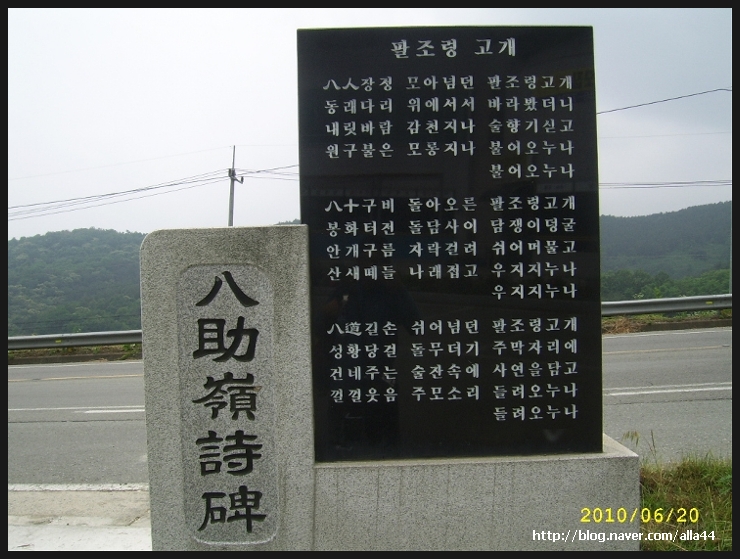 팔조령 고개
八人장정 모아넘던 팔조령고개
동래다리 위에서서 바라봤더니
내릿바람 감천지나 술향기싣고
원구불은 모롱지나 불어오누나
불어오누나
八十구비 돌아오른 팔조령고개
봉화터젼 돌담사이 담쟁이덩굴
안개구름 자락걸려 쉬어머물고
산새떼들 나래접고 우지지누나
우지지누나
八道길손 쉬어넘던 팔조령고개
성황당결 돌무더기 주막자리에
건네주는 술잔속에 사연을담고
껄껄웃음 주모소리 들려오누나
들려오누나
八助嶺詩碑
2010/06/20
http://blog.naver.com/alla44